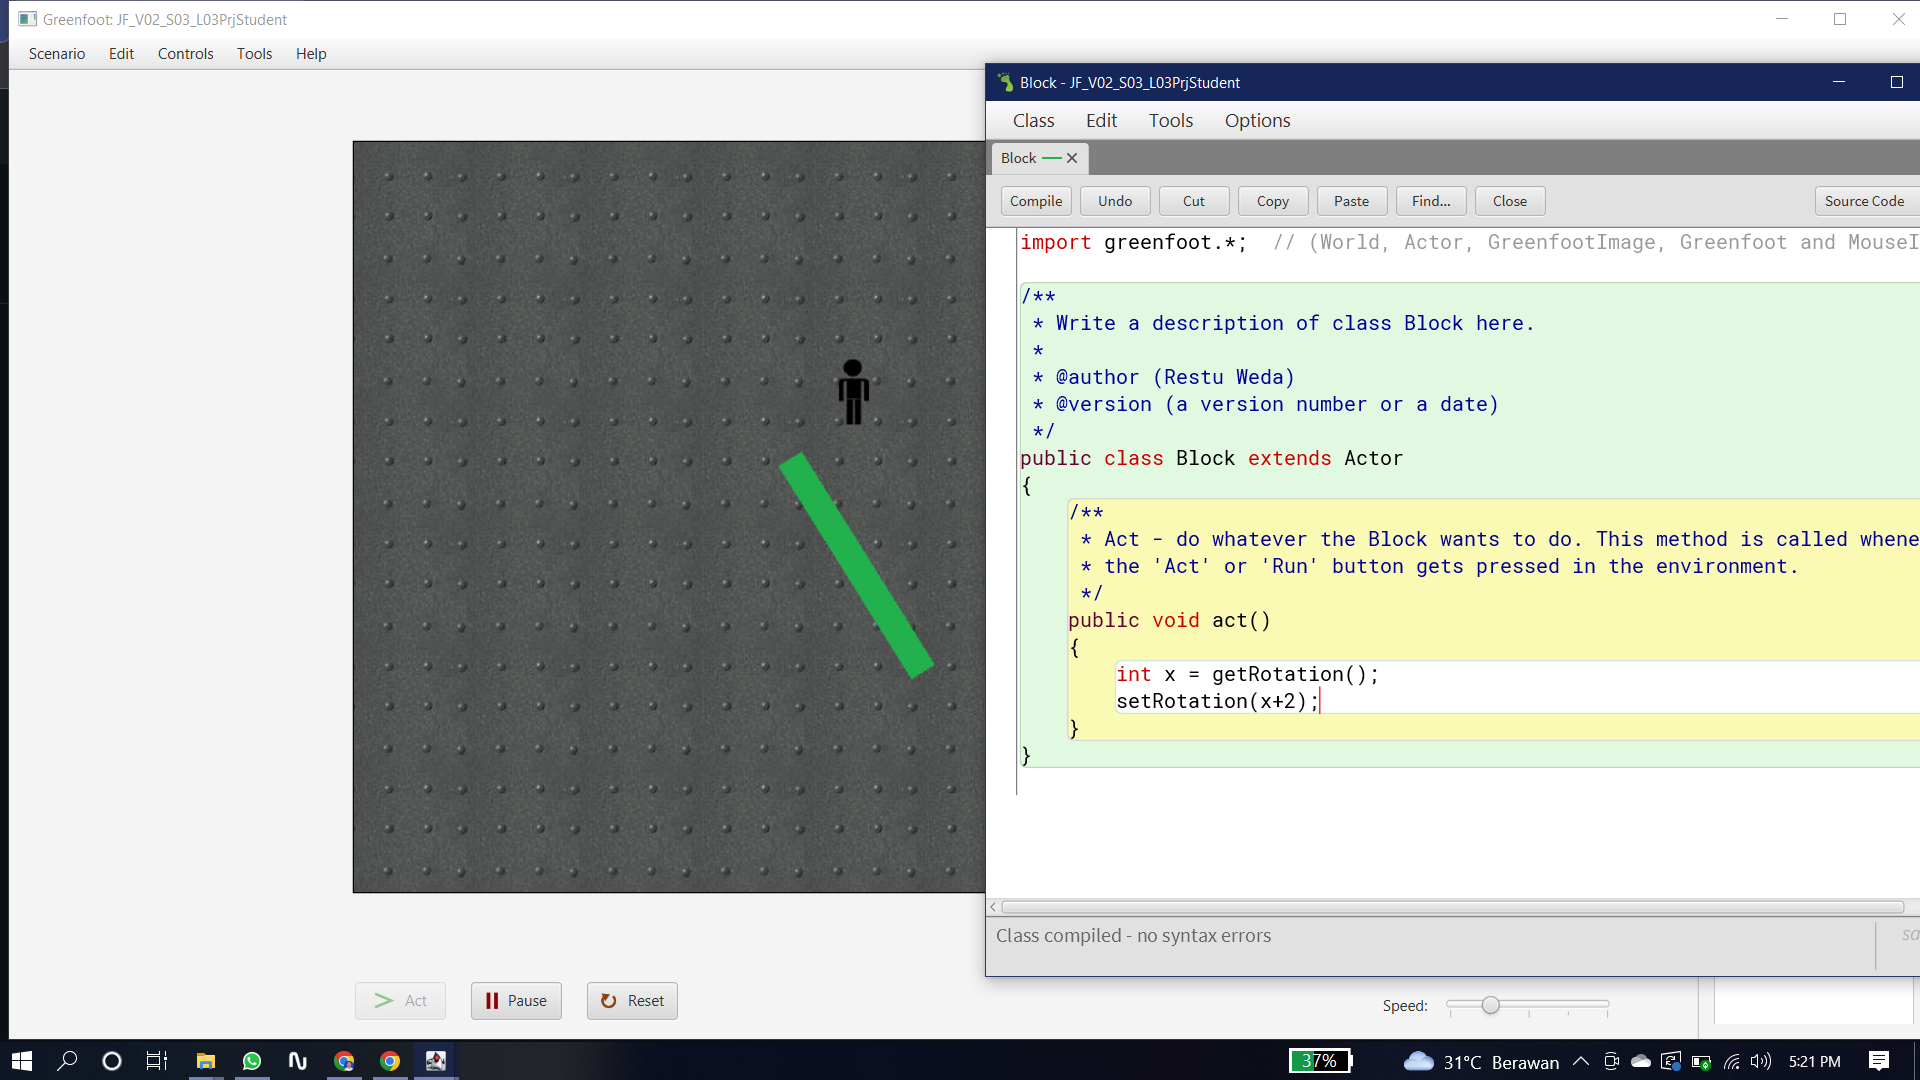 Greenfoot: JF_V02_S03_L03PrjStudent
Scenario Edit Controls Tools Help
Block - JF_V02_S03_L03PrjStudent
Class Edit Tools Options
Block
Compile Undo Cut Copy Paste Find... Close Source Code
import greenfoot.*;  // (World, Actor, GreenfootImage, Greenfoot and MouseI
/**
 * Write a description of class Block here.
 *
 * @author (Restu Weda)
 * @version (a version number or a date)
 */
public class Block extends Actor
{
    /**
     * Act - do whatever the Block wants to do. This method is called whene
     * the 'Act' or 'Run' button gets pressed in the environment.
     */
    public void act()
    {
        int x = getRotation();
        setRotation(x+2);
    }
}
Class compiled - no syntax errors
sa
Act Pause Reset
Speed:
37% 31°C Berawan 5:21 PM